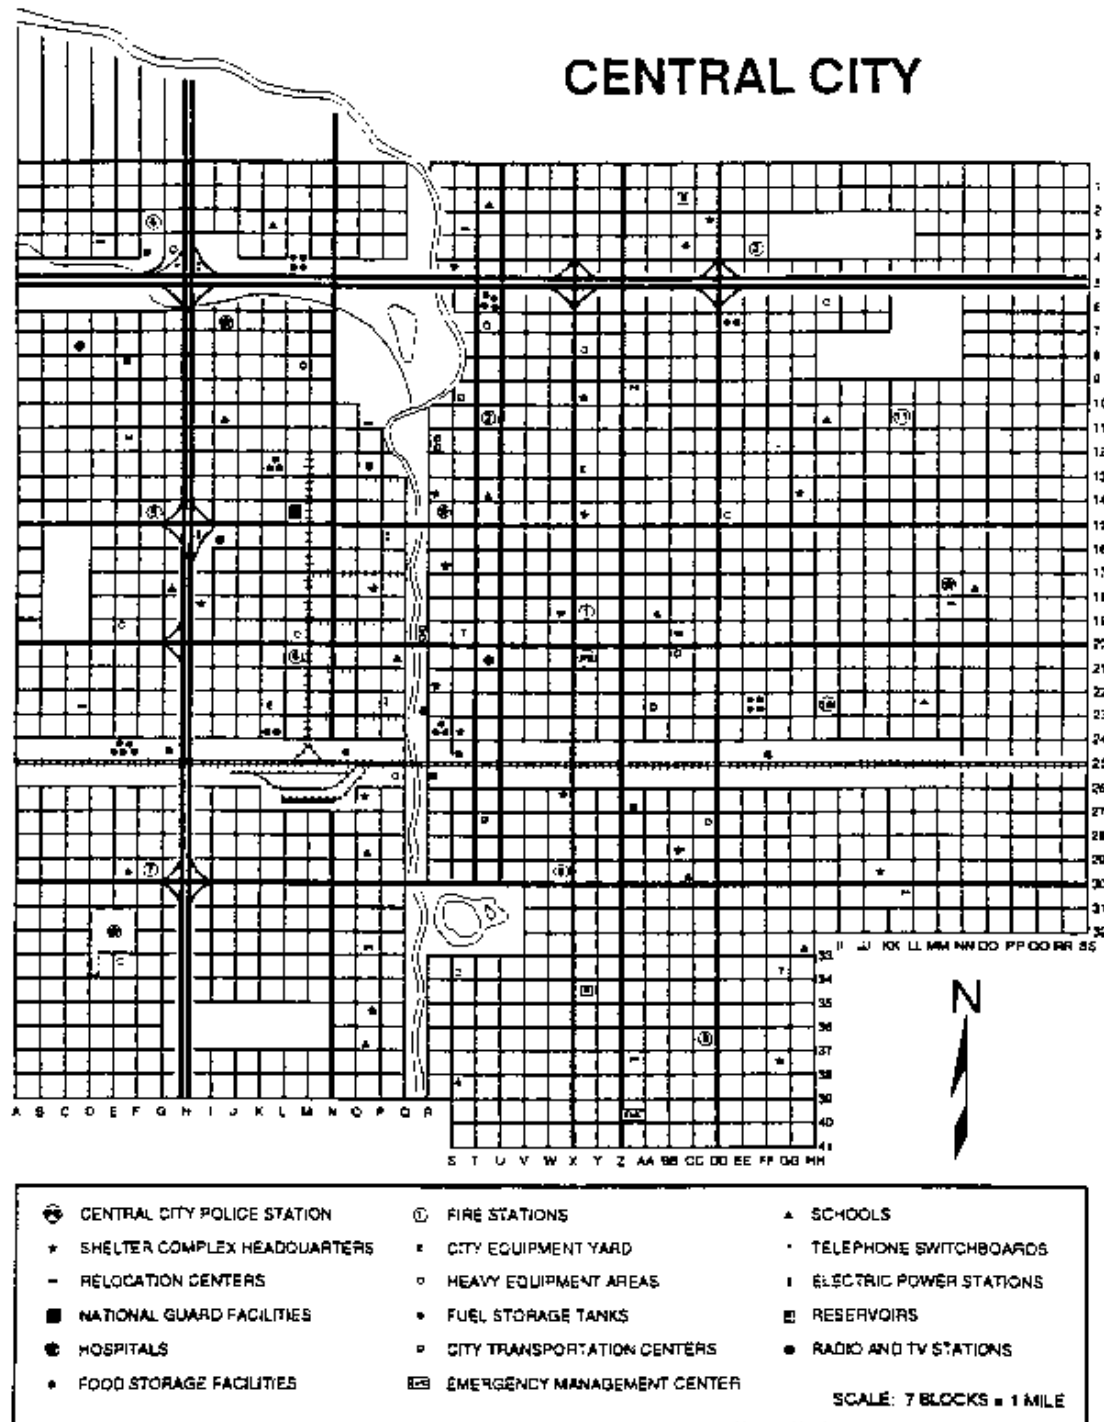 CENTRAL CITY
1
2
3
4
5
6
7
8
9
10
11
12
13
14
15
16
17
18
19
20
21
22
23
24
25
26
27
28
29
30
31
32
II JJ KK LL MM NN OO PP QQ RR SS
33
34
35
36
37
38
39
40
41
N
A B C D E F G H I J K L M N O P Q R
S T U V W X Y Z AA BB CC DD EE FF GG HH
CENTRAL CITY POLICE STATION
SHELTER COMPLEX HEADQUARTERS
RELOCATION CENTERS
NATIONAL GUARD FACILITIES
HOSPITALS
FOOD STORAGE FACILITIES
1 FIRE STATIONS
CITY EQUIPMENT YARD
HEAVY EQUIPMENT AREAS
FUEL STORAGE TANKS
CITY TRANSPORTATION CENTERS
EMERGENCY MANAGEMENT CENTER
SCHOOLS
TELEPHONE SWITCHBOARDS
ELECTRIC POWER STATIONS
RESERVOIRS
RADIO AND TV STATIONS
SCALE: 7 BLOCKS = 1 MILE